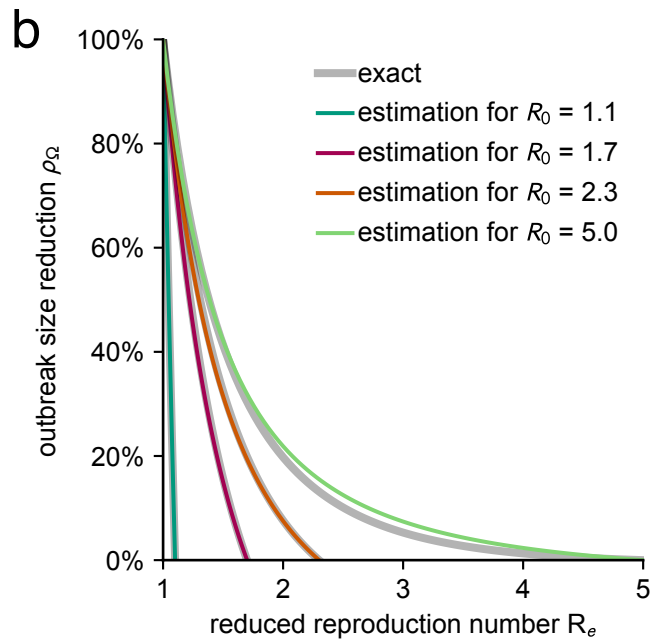 b
100%
80%
60%
40%
20%
0%
outbreak size reduction ρΩ
exact
estimation for R0 = 1.1
estimation for R0 = 1.7
estimation for R0 = 2.3
estimation for R0 = 5.0
1 2 3 4 5
reduced reproduction number Re